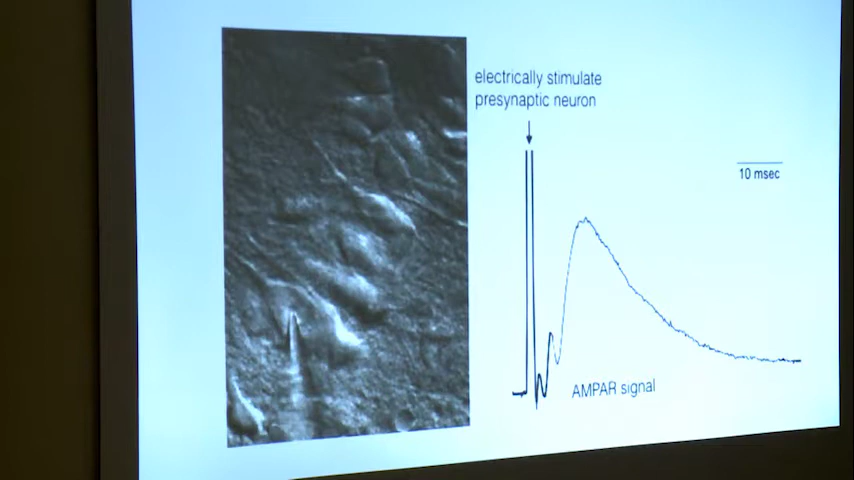 electrically stimulate
presynaptic neuron
10 msec
AMPAR signal